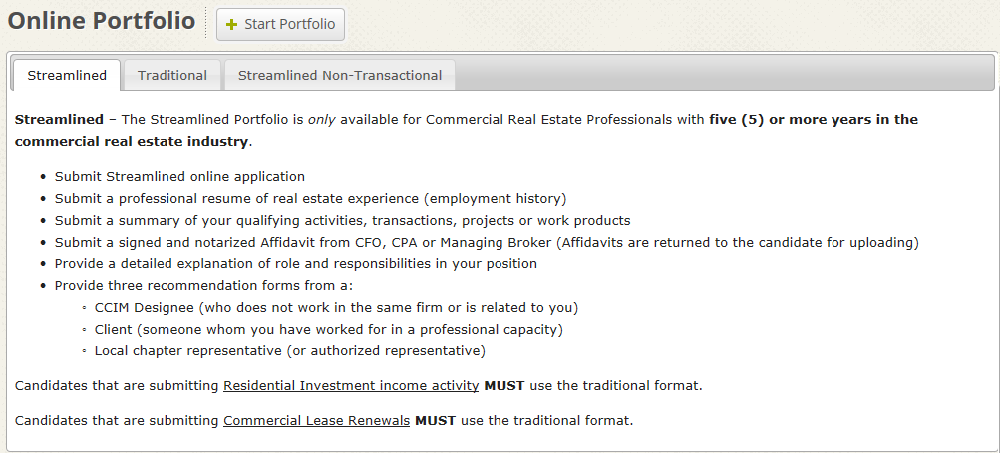 Online Portfolio
+ Start Portfolio
Streamlined
Traditional
Streamlined Non-Transactional
Streamlined – The Streamlined Portfolio is only available for Commercial Real Estate Professionals with five (5) or more years in the
commercial real estate industry.
• Submit Streamlined online application
• Submit a professional resume of real estate experience (employment history)
• Submit a summary of your qualifying activities, transactions, projects or work products
• Submit a signed and notarized Affidavit from CFO, CPA or Managing Broker (Affidavits are returned to the candidate for uploading)
• Provide a detailed explanation of role and responsibilities in your position
• Provide three recommendation forms from a:
◦ CCIM Designee (who does not work in the same firm or is related to you)
◦ Client (someone whom you have worked for in a professional capacity)
◦ Local chapter representative (or authorized representative)
Candidates that are submitting Residential Investment income activity MUST use the traditional format.
Candidates that are submitting Commercial Lease Renewals MUST use the traditional format.